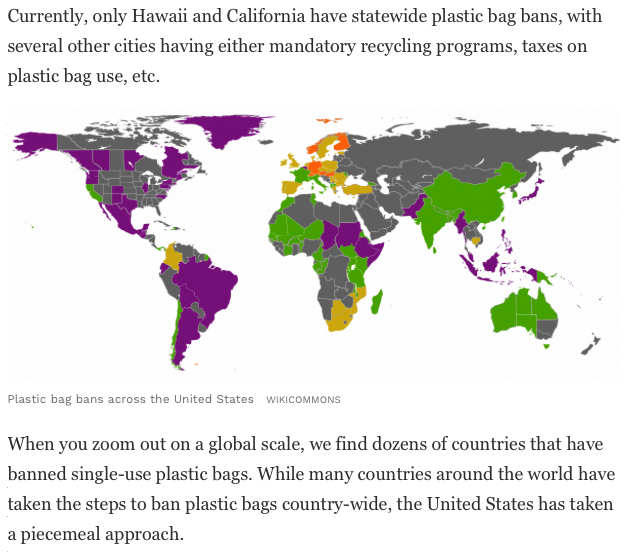 Currently, only Hawaii and California have statewide plastic bag bans, with
several other cities having either mandatory recycling programs, taxes on
plastic bag use, etc.
Plastic bag bans across the United States WIKICOMMONS
When you zoom out on a global scale, we find dozens of countries that have
banned single-use plastic bags. While many countries around the world have
taken the steps to ban plastic bags country-wide, the United States has taken
a piecemeal approach.